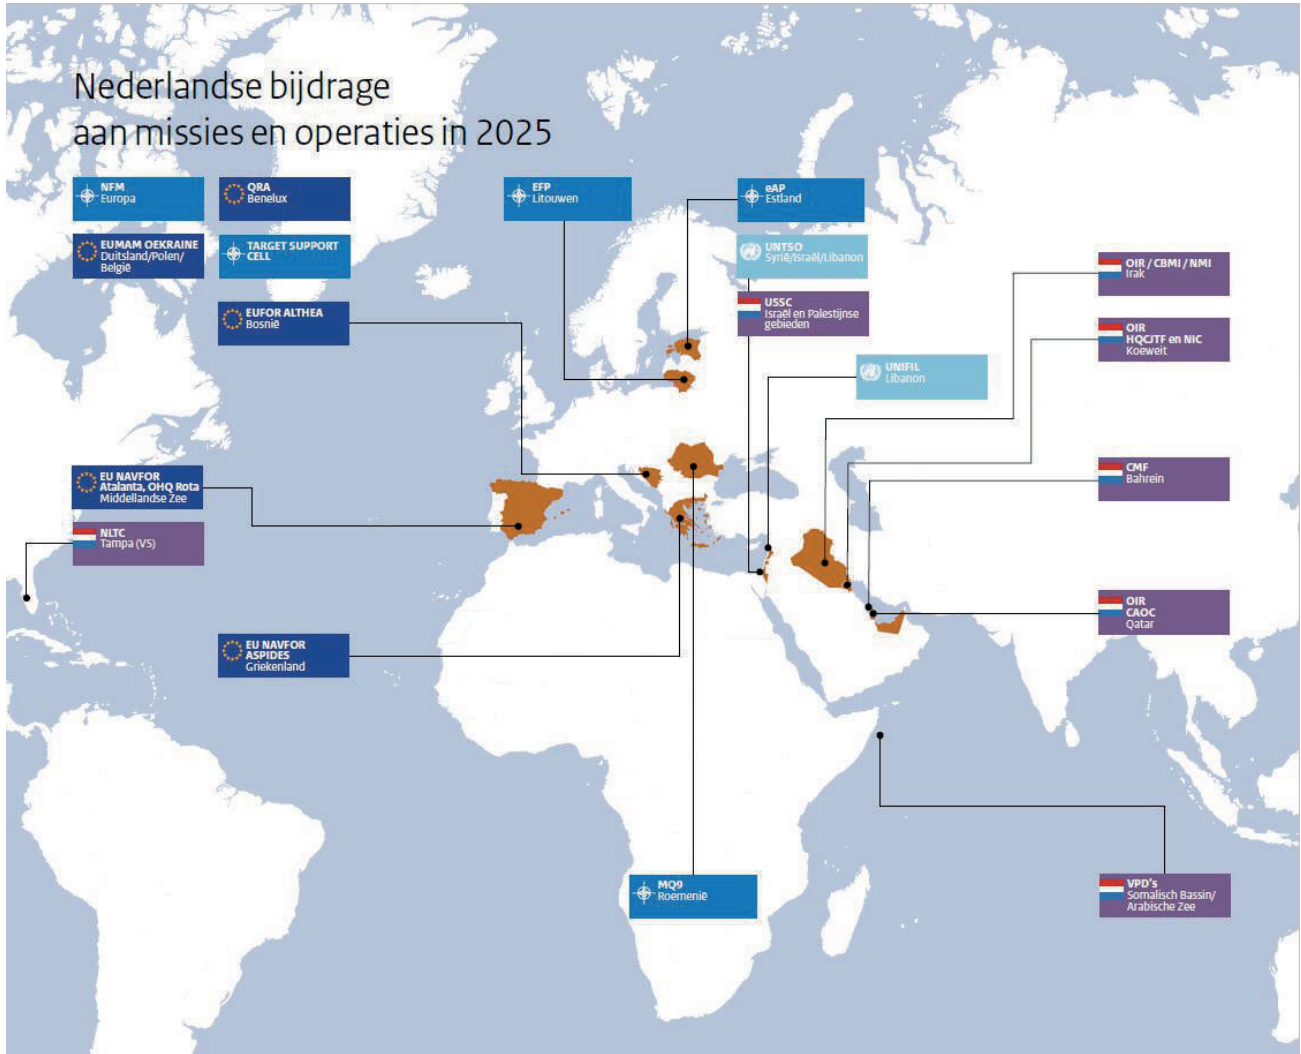 Nederlandse bijdrage
aan missies en operaties in 2025
NFM
Europa
QRA
Benelux
EFP
Litouwen
eAP
Estland
EUMAM OEKRAINE
Duitsland/Polen/
België
TARGET SUPPORT
CELL
UNTSO
Syrië/Israël/Libanon
OIR / CBMI / NMI
Irak
USSC
Israël en Palestijnse
gebieden
EUFOR ALTHEA
Bosnië
OIR
HQCJTF en NIC
Koeweit
UNIFIL
Libanon
EU NAVFOR
Atalanta, OHQ Rota
Middellandse Zee
CMF
Bahrein
NLTC
Tampa (VS)
OIR
CAOC
Qatar
EU NAVFOR
ASPIDES
Griekenland
MQ9
Roemenië
VPD's
Somalisch Bassin/
Arabische Zee